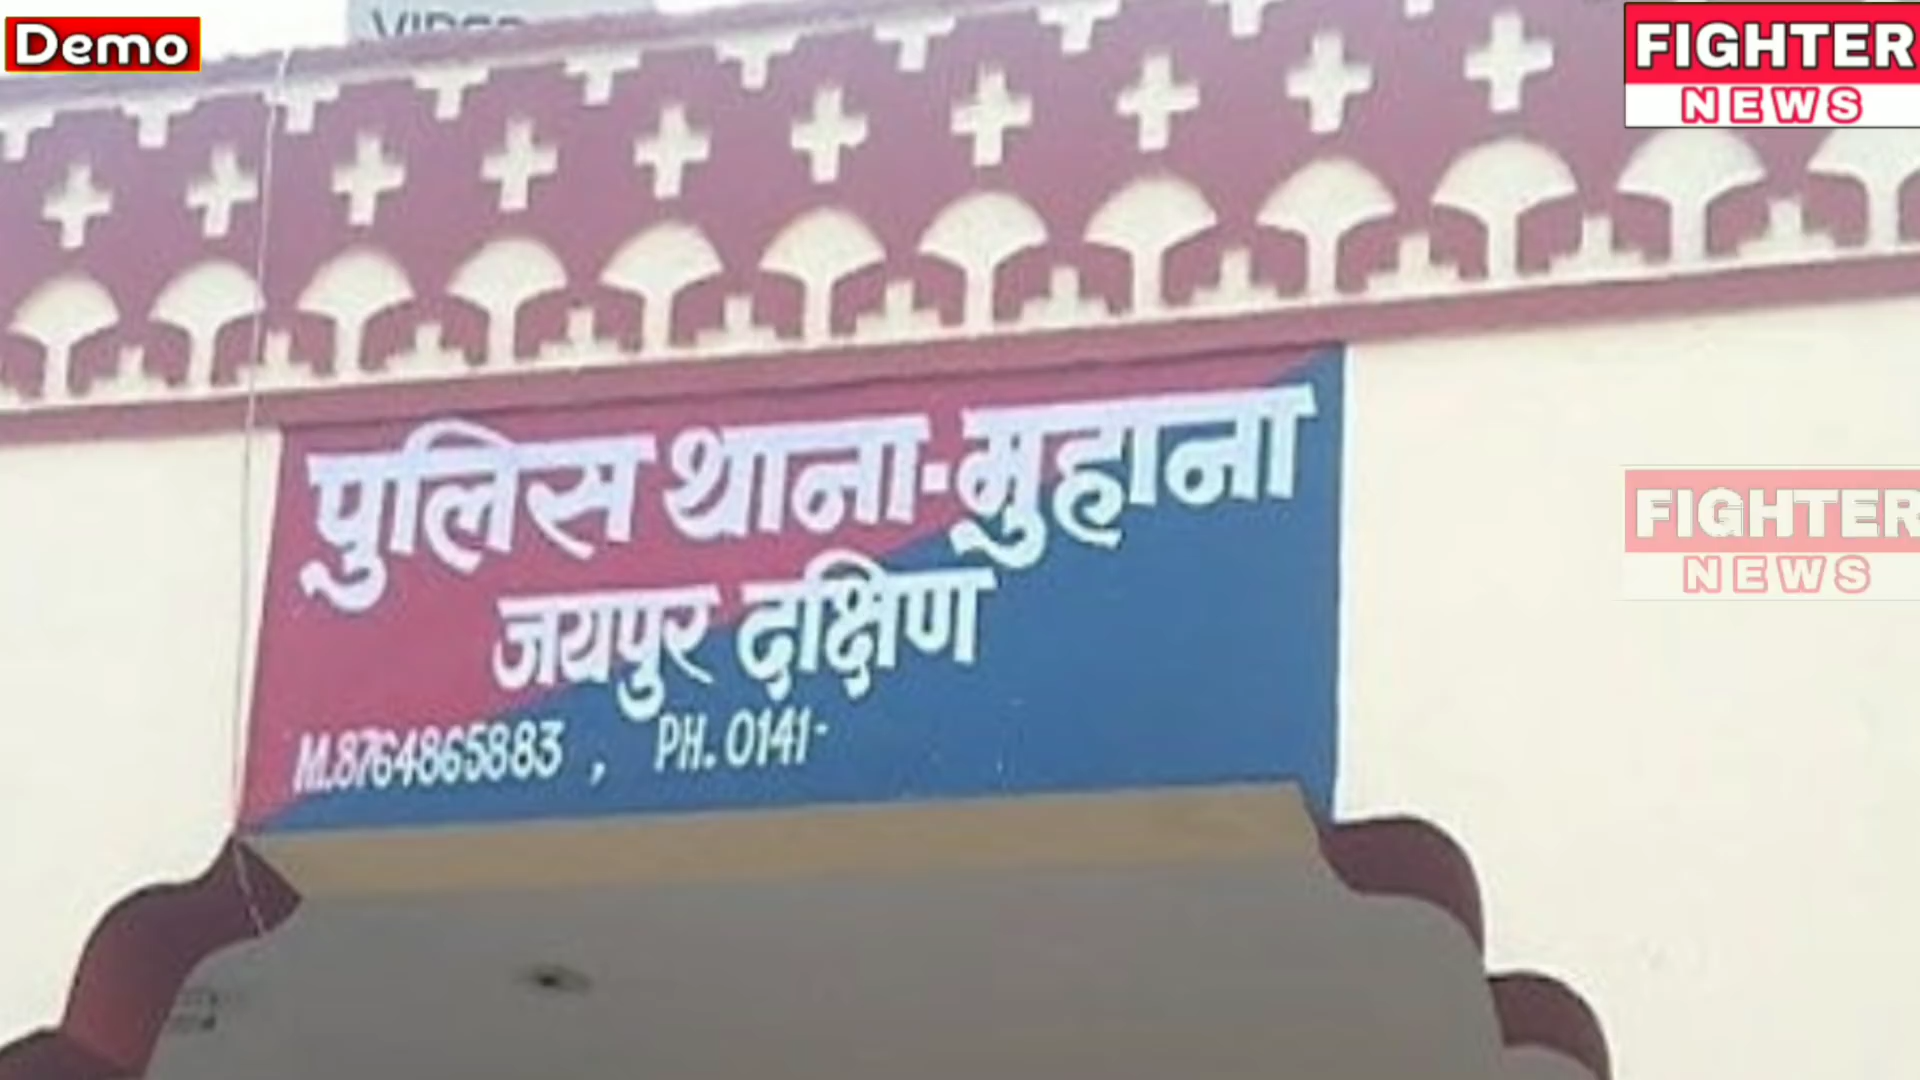 Demo
FIGHTER
NEWS
पुलिस थाना-मुहाना
जयपुर दक्षिण
M.8764865883 , PH. 0141-
FIGHTER
NEWS